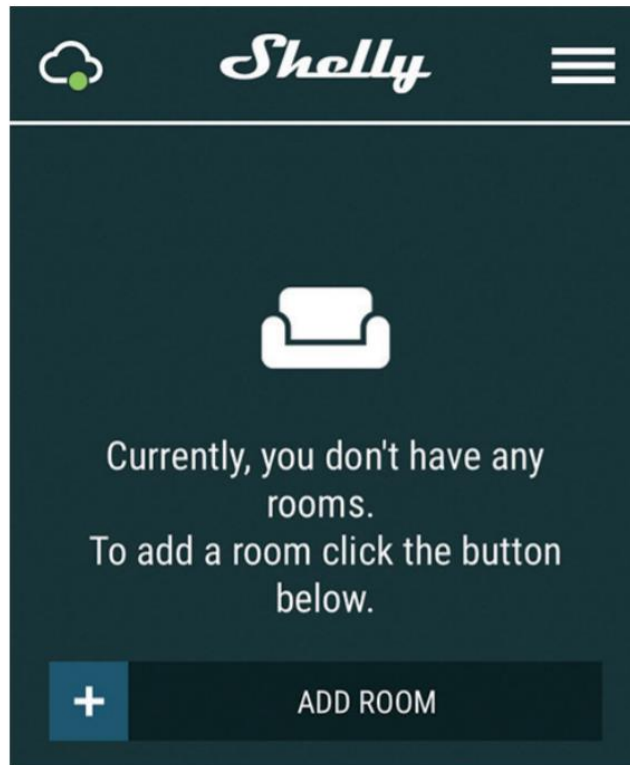 Shelly
Currently, you don't have any
rooms.
To add a room click the button
below.
+ ADD ROOM